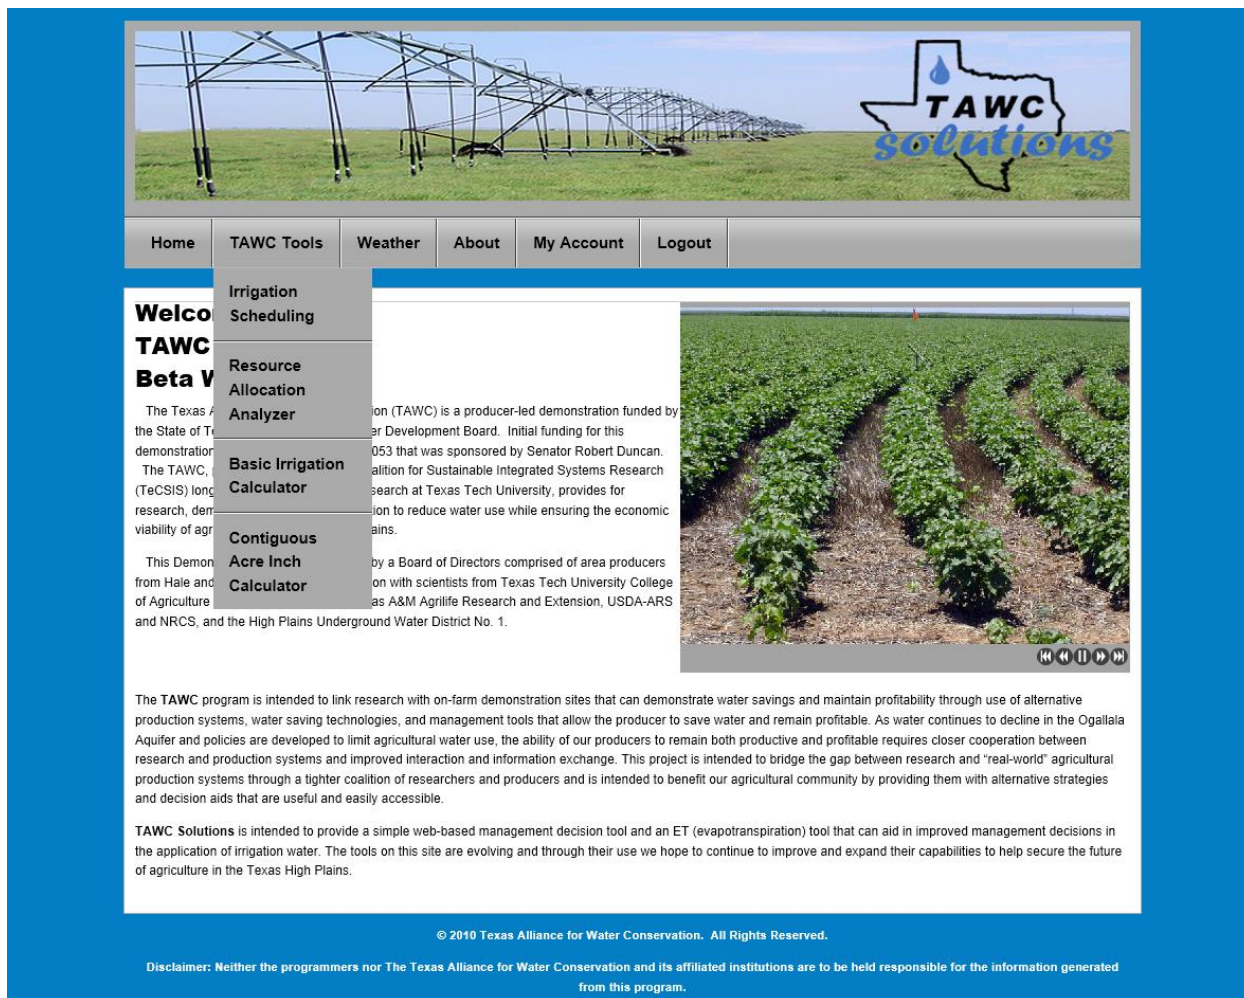 TAWC
solutions
Home TAWC Tools Weather About My Account Logout
Irrigation
Scheduling
Resource
Allocation
Analyzer
Basic Irrigation
Calculator
Contiguous
Acre Inch
Calculator
TAWC
Beta
The Texas (TAWC) is a producer-led demonstration funded by
the State of Development Board. Initial funding for this
demonstration 053 that was sponsored by Senator Robert Duncan.
The TAWC, for Sustainable Integrated Systems Research
(TeCSIS) long at Texas Tech University, provides for
research, to reduce water use while ensuring the economic
viability of
This by a Board of Directors comprised of area producers
from Hale and with scientists from Texas Tech University College
of Agriculture A&M Agrilife Research and Extension, USDA-ARS
and NRCS, and the High Plains Underground Water District No. 1.
The TAWC program is intended to link research with on-farm demonstration sites that can demonstrate water savings and maintain profitability through use of alternative
production systems, water saving technologies, and management tools that allow the producer to save water and remain profitable. As water continues to decline in the Ogallala
Aquifer and policies are developed to limit agricultural water use, the ability of our producers to remain both productive and profitable requires closer cooperation between
research and production systems and improved interaction and information exchange. This project is intended to bridge the gap between research and “real-world” agricultural
production systems through a tighter coalition of researchers and producers and is intended to benefit our agricultural community by providing them with alternative strategies
and decision aids that are useful and easily accessible.
TAWC Solutions is intended to provide a simple web-based management decision tool and an ET (evapotranspiration) tool that can aid in improved management decisions in
the application of irrigation water. The tools on this site are evolving and through their use we hope to continue to improve and expand their capabilities to help secure the future
of agriculture in the Texas High Plains.
© 2010 Texas Alliance for Water Conservation. All Rights Reserved.
Disclaimer: Neither the programmers nor The Texas Alliance for Water Conservation and its affiliated institutions are to be held responsible for the information generated
from this program.